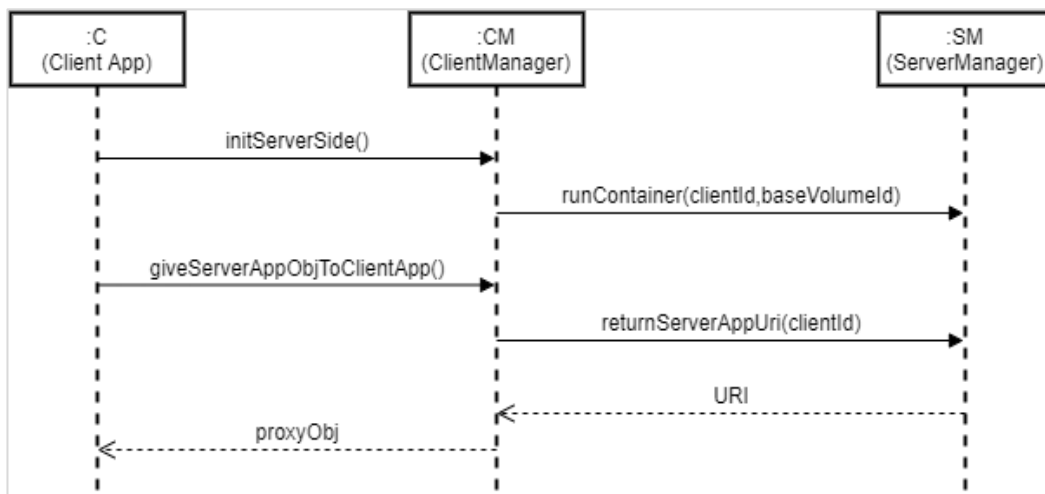 :C
(Client App)
:CM
(ClientManager)
:SM
(ServerManager)
initServerSide()
runContainer(clientId,baseVolumeId)
giveServerAppObjToClientApp()
returnServerAppUri(clientId)
URI
proxyObj